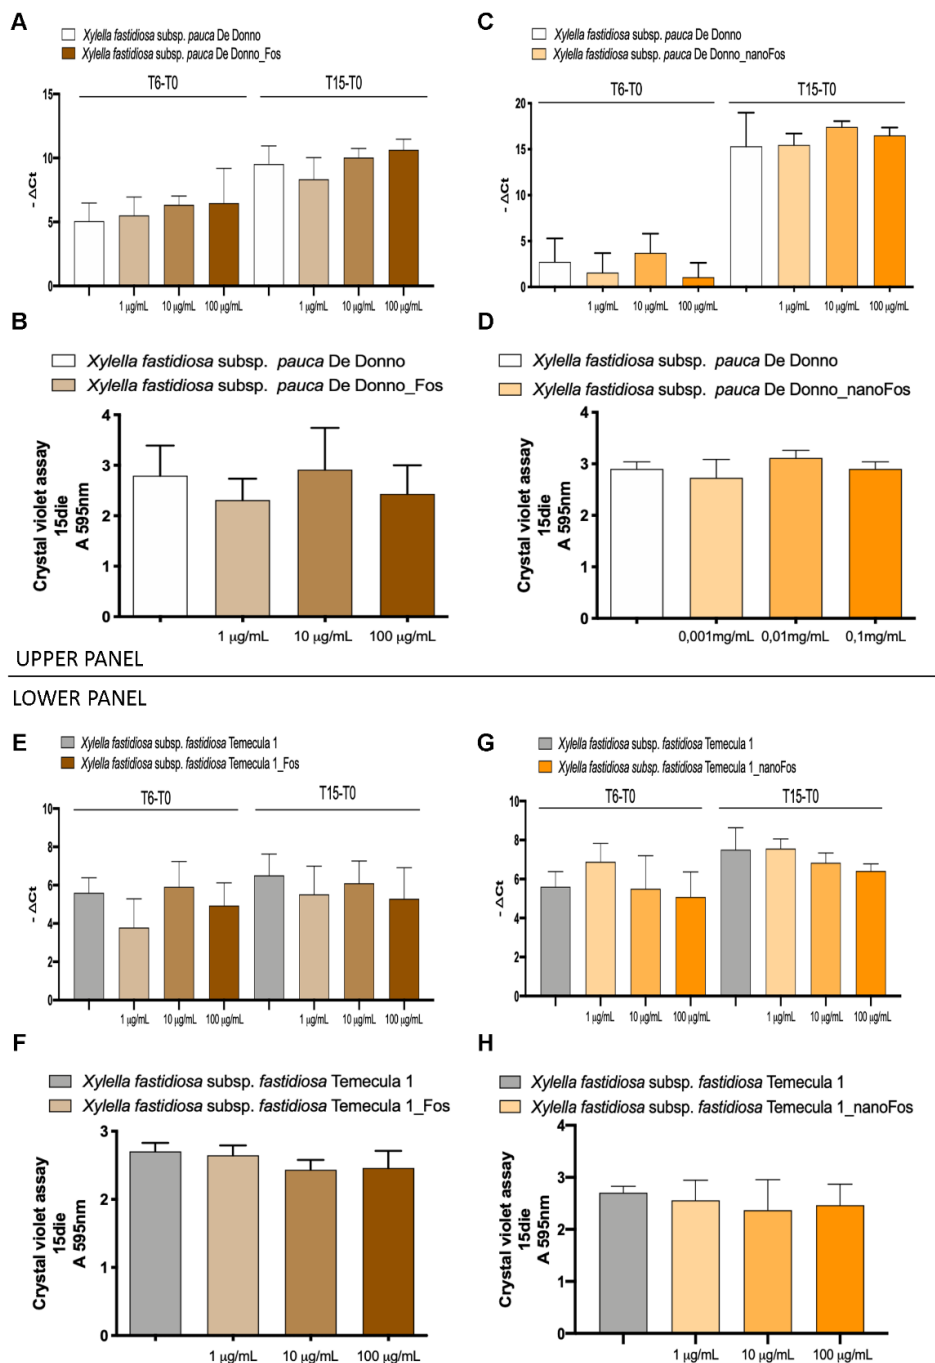 A
Xylella fastidiosa subsp. pauca De Donno
Xylella fastidiosa subsp. pauca De Donno_Fos
T6-T0
T15-T0
15
10
5
0
- ΔCt
1 µg/mL
10 µg/mL
100 µg/mL
1 µg/mL
10 µg/mL
100 µg/mL
C
Xylella fastidiosa subsp. pauca De Donno
Xylella fastidiosa subsp. pauca De Donno_nanoFos
T6-T0
T15-T0
20
15
10
5
0
- ΔCt
1 µg/mL
10 µg/mL
100 µg/mL
1 µg/mL
10 µg/mL
100 µg/mL
B
Xylella fastidiosa subsp. pauca De Donno
Xylella fastidiosa subsp. pauca De Donno_Fos
Crystal violet assay
15die
A 595nm
4
3
2
1
0
1 µg/mL
10 µg/mL
100 µg/mL
D
Xylella fastidiosa subsp. pauca De Donno
Xylella fastidiosa subsp. pauca De Donno_nanoFos
Crystal violet assay
15die
A 595nm
4
3
2
1
0
0,001mg/mL
0,01mg/mL
0,1mg/mL
UPPER PANEL
LOWER PANEL
E
Xylella fastidiosa subsp. fastidiosa Temecula 1
Xylella fastidiosa subsp. fastidiosa Temecula 1_Fos
T6-T0
T15-T0
10
8
6
4
2
0
- ΔCt
1 µg/mL
10 µg/mL
100 µg/mL
1 µg/mL
10 µg/mL
100 µg/mL
G
Xylella fastidiosa subsp. fastidiosa Temecula 1
Xylella fastidiosa subsp. fastidiosa Temecula 1_nanoFos
T6-T0
T15-T0
10
8
6
4
2
0
- ΔCt
1 µg/mL
10 µg/mL
100 µg/mL
1 µg/mL
10 µg/mL
100 µg/mL
F
Xylella fastidiosa subsp. fastidiosa Temecula 1
Xylella fastidiosa subsp. fastidiosa Temecula 1_Fos
Crystal violet assay
15die
A 595nm
3
2
1
0
1 µg/mL
10 µg/mL
100 µg/mL
H
Xylella fastidiosa subsp. fastidiosa Temecula 1
Xylella fastidiosa subsp. fastidiosa Temecula 1_nanoFos
Crystal violet assay
15die
A 595nm
4
3
2
1
0
1 µg/mL
10 µg/mL
100 µg/mL